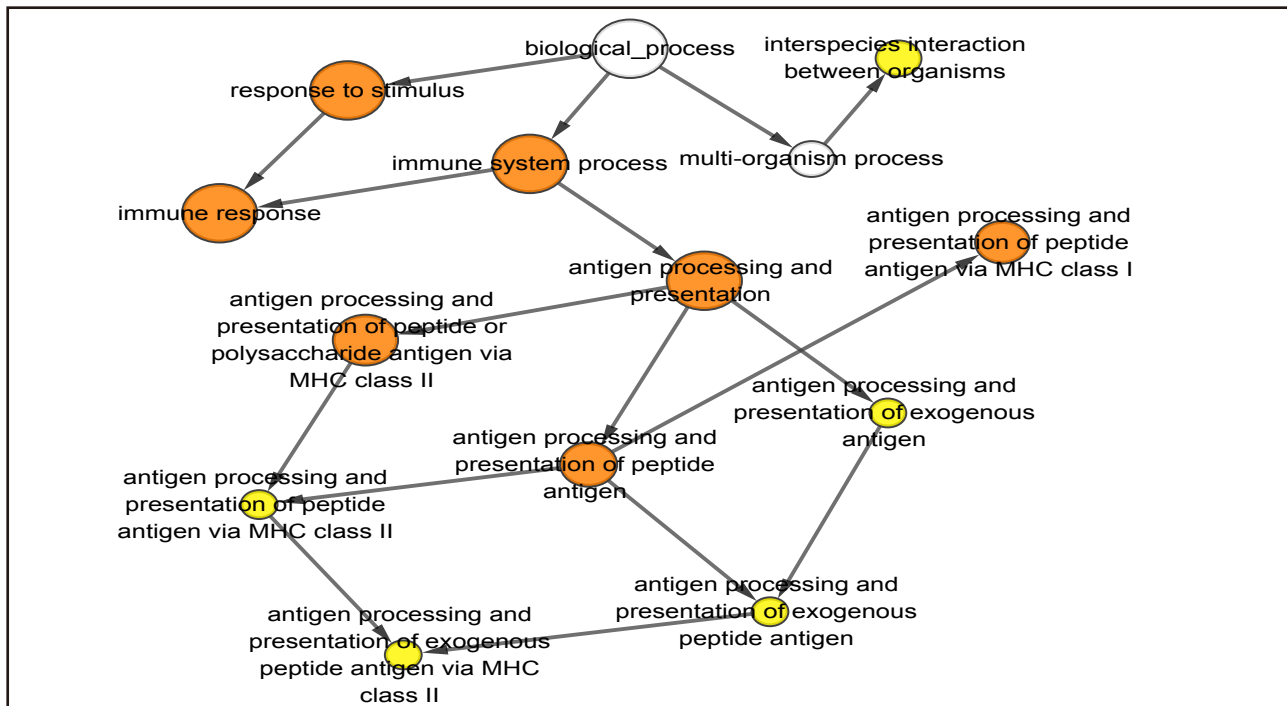 biological_process
interspecies interaction
between organisms
response to stimulus
immune system process
multi-organism process
immune response
antigen processing and
presentation of peptide
antigen via MHC class I
antigen processing and
presentation
antigen processing and
presentation of peptide or
polysaccharide antigen via
MHC class II
antigen processing and
presentation of exogenous
antigen
antigen processing and
presentation of peptide
antigen
antigen processing and
presentation of peptide
antigen via MHC class II
antigen processing and
presentation of exogenous
peptide antigen
antigen processing and
presentation of exogenous
peptide antigen via MHC
class II